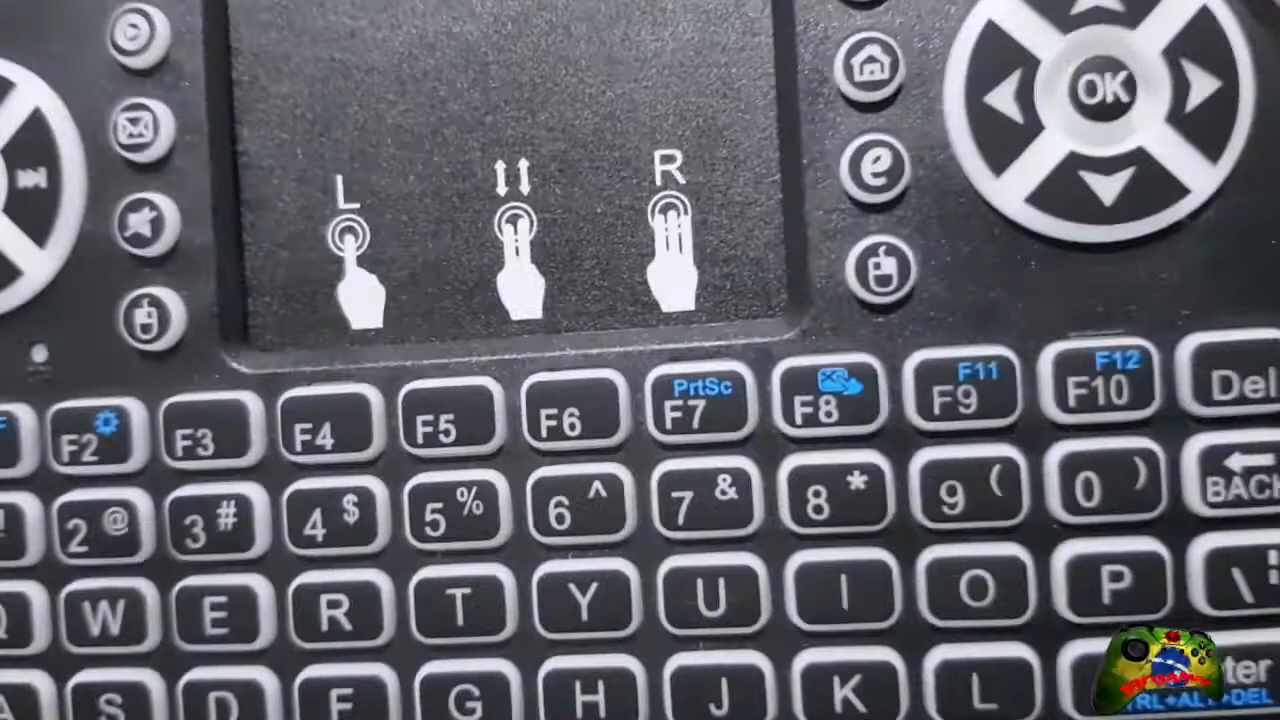 OK
L
R
e
PrtSc
F11
F12
F2
F3
F4
F5
F6
F7
F8
F9
F10
Del
2 @
3 #
4 $
5 %
6 ^
7 &
8 *
9 (
0 )
W
E
R
T
Y
U
I
O
P
\
S
D
F
G
H
J
K
L